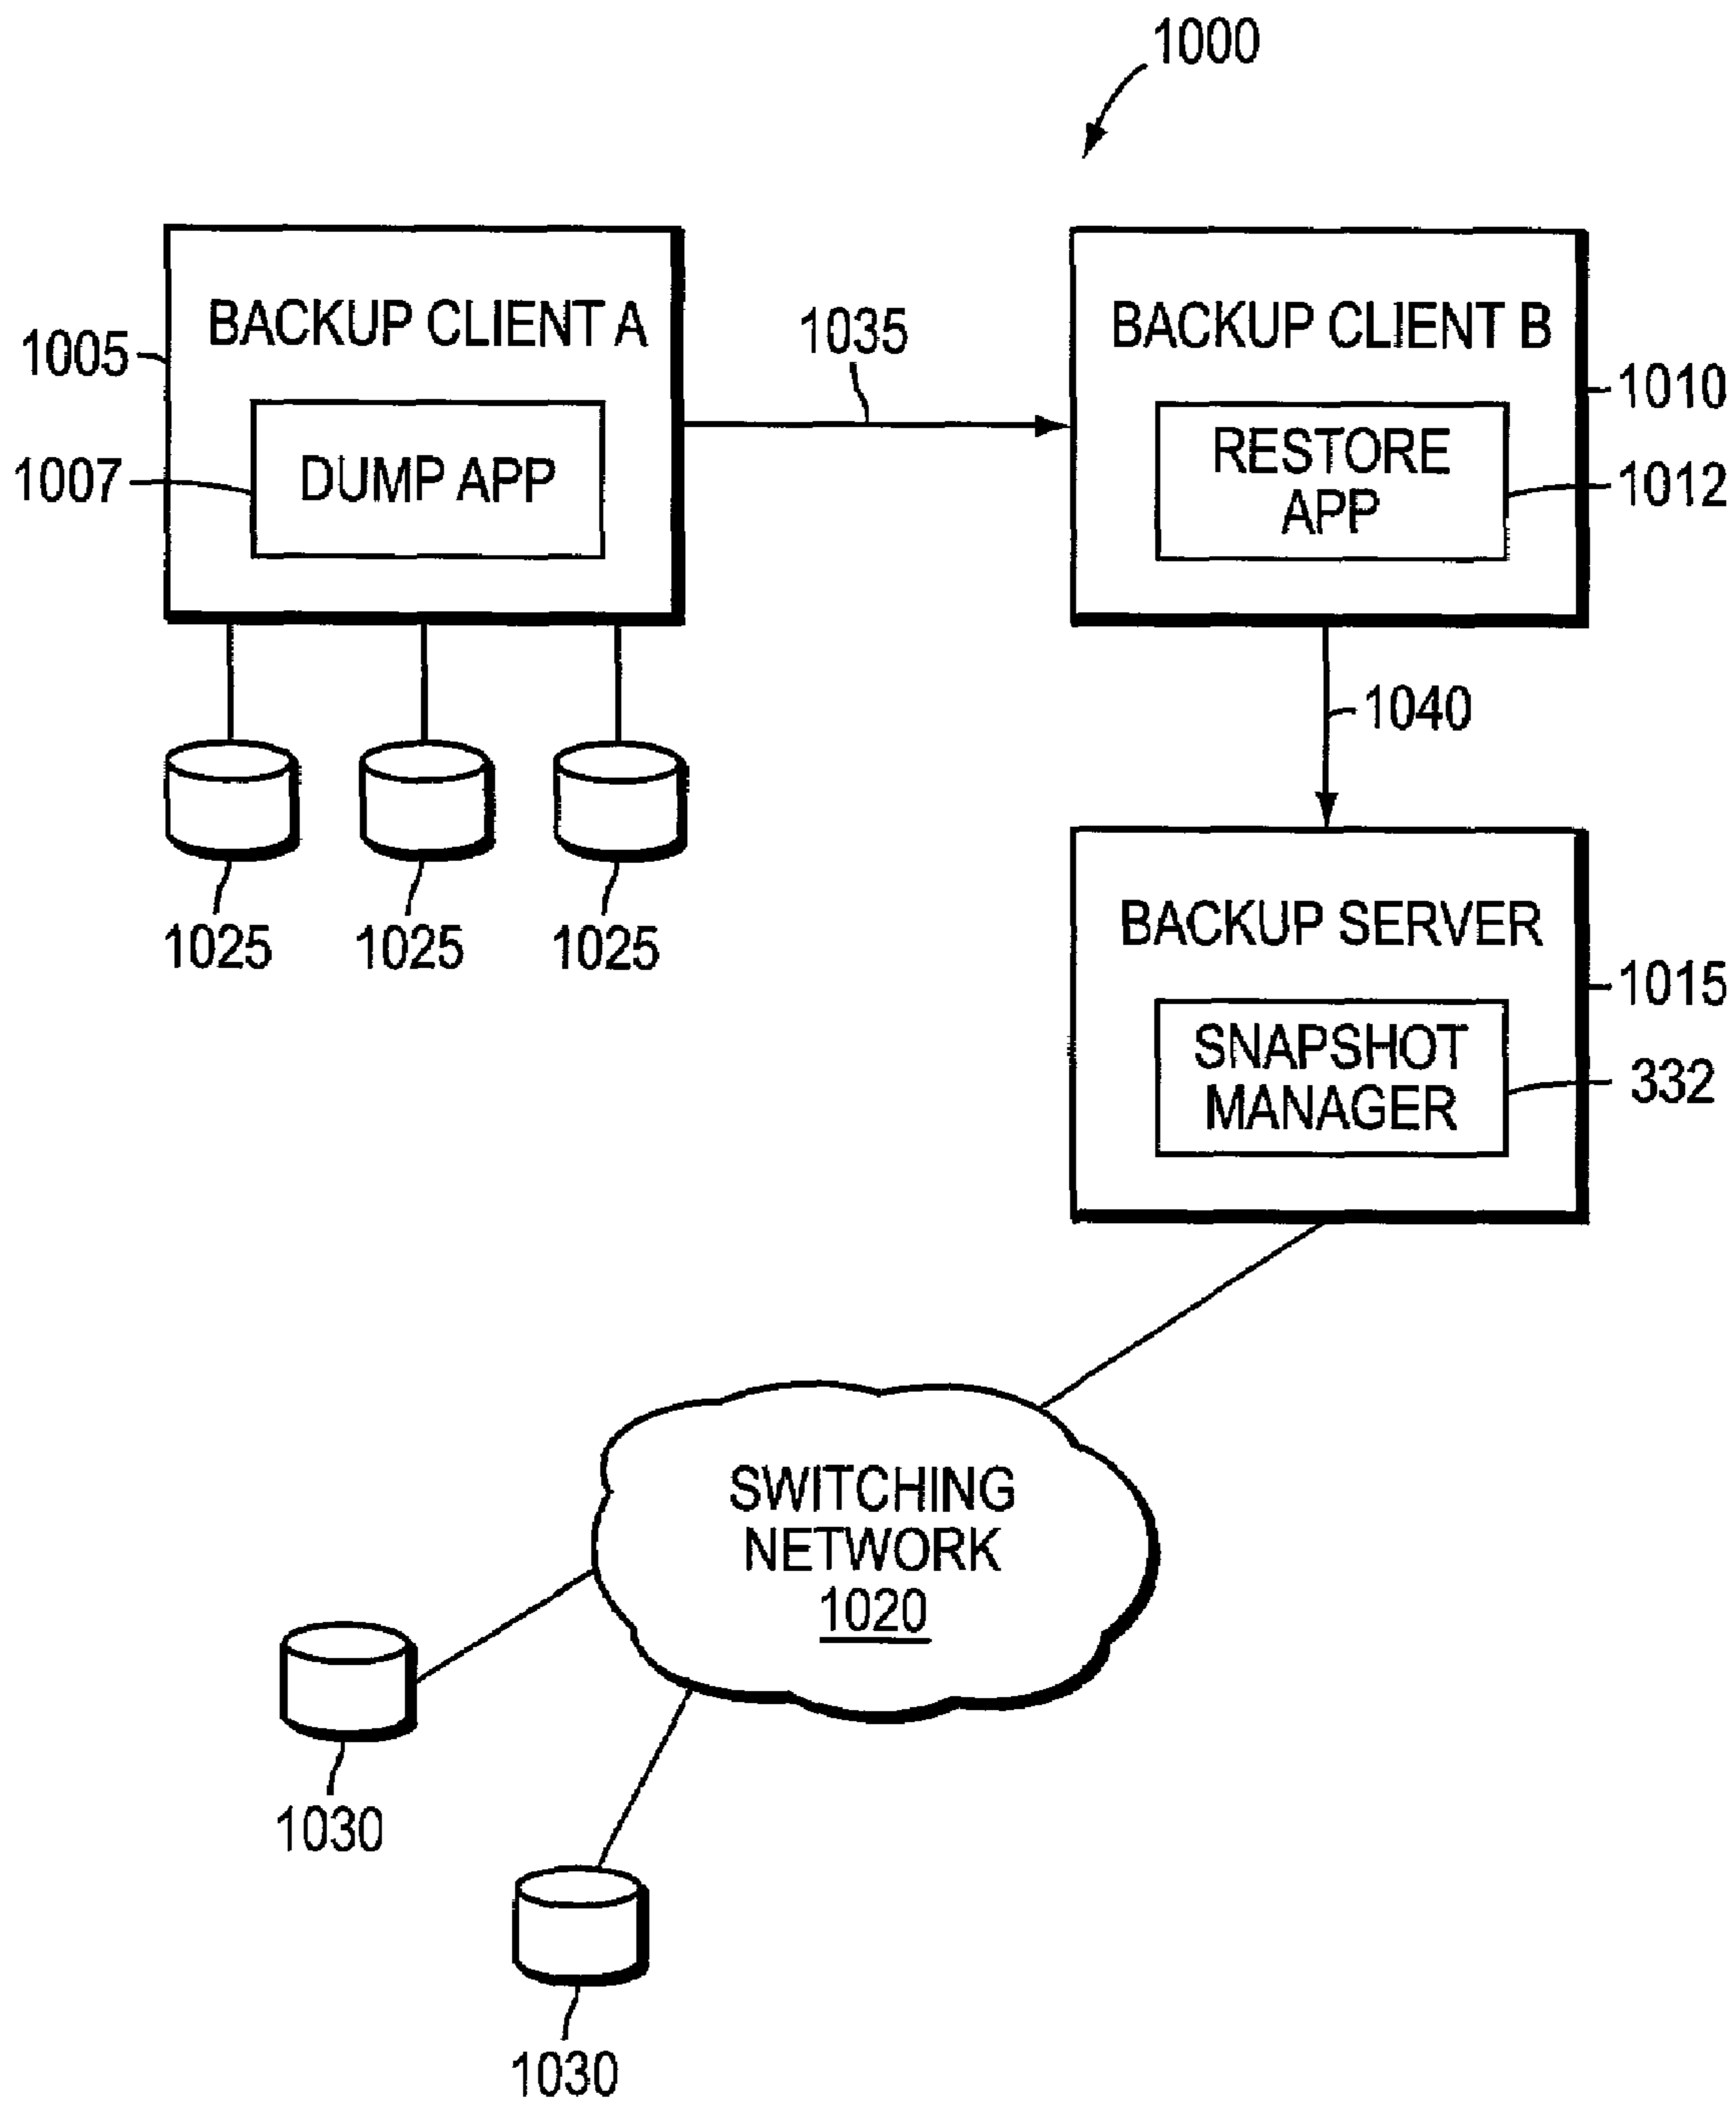 1000
BACKUP CLIENT A
1005
DUMP APP
1007
1035
BACKUP CLIENT B
1010
RESTORE
APP
1012
1040
1025
1025
1025
BACKUP SERVER
1015
SNAPSHOT
MANAGER
332
SWITCHING
NETWORK
1020
1030
1030